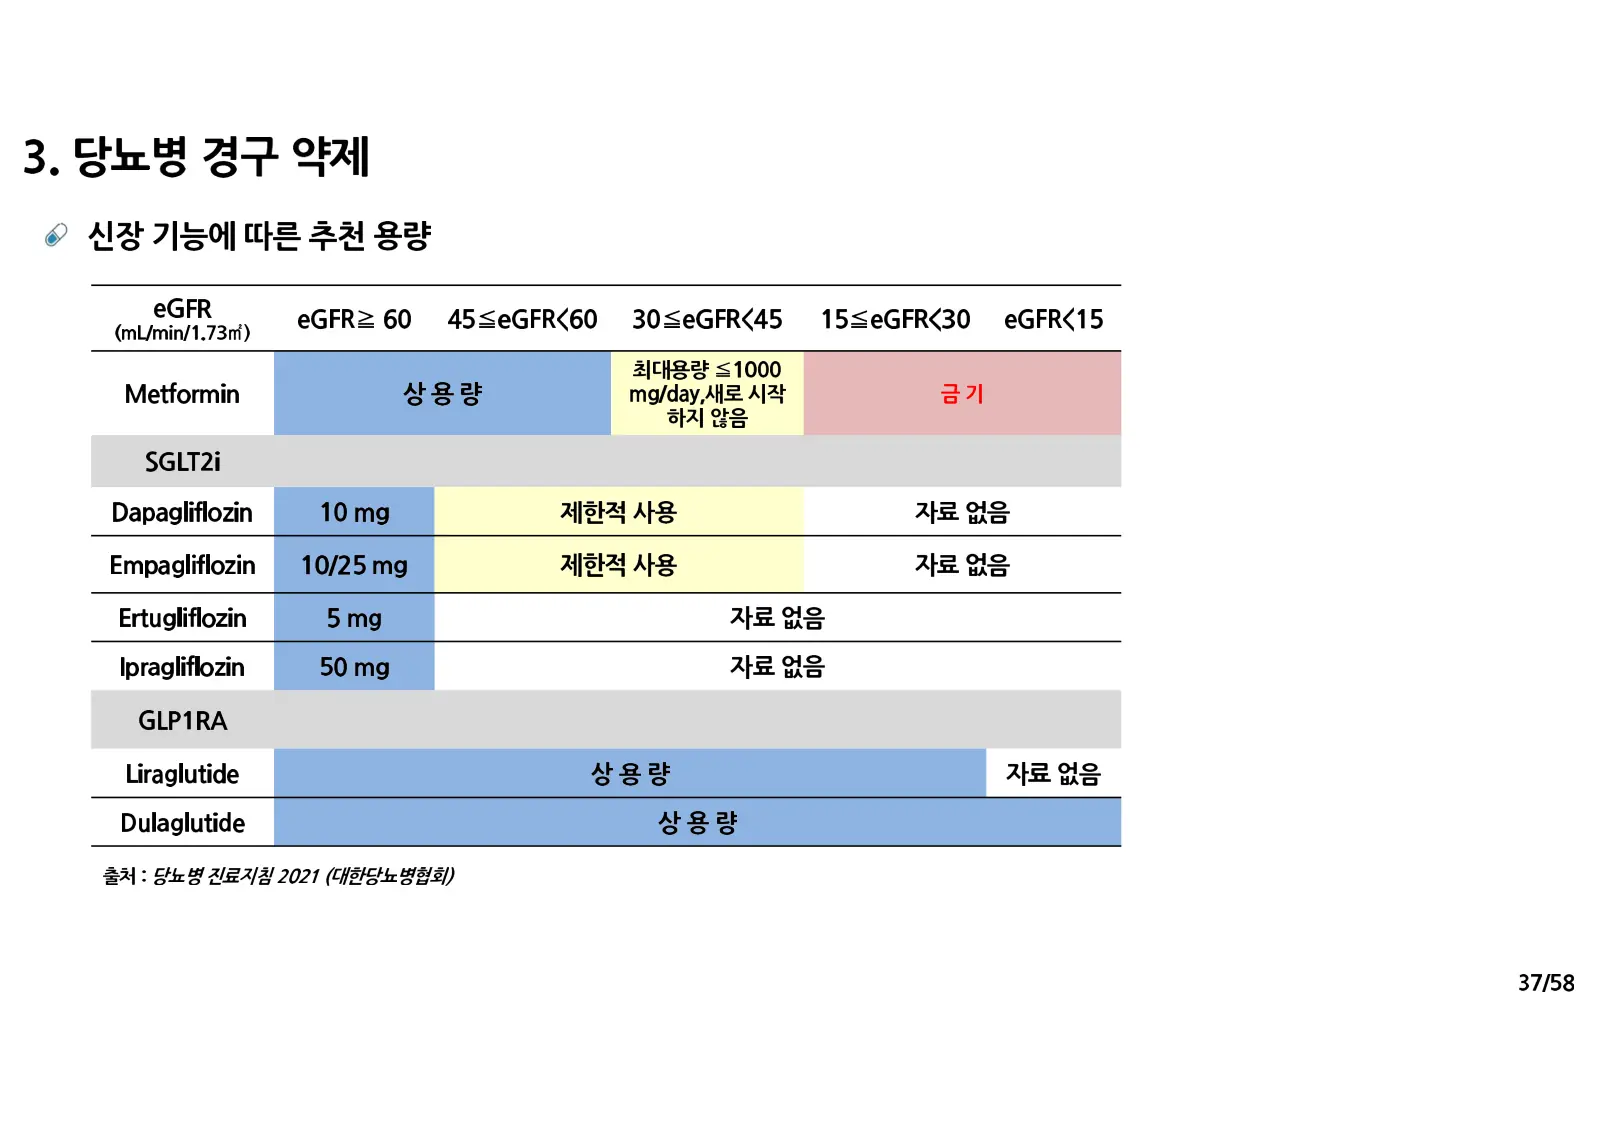 3. 당뇨병 경구 약제
신장 기능에 따른 추천 용량
eGFR
(mL/min/1.73㎡)
eGFR≧ 60
45≦eGFR<60
30≦eGFR<45
15≦eGFR<30
eGFR<15
Metformin
상 용 량
최대용량 ≦1000
mg/day,새로 시작
하지 않음
금 기
SGLT2i
Dapagliflozin
10 mg
제한적 사용
자료 없음
Empagliflozin
10/25 mg
제한적 사용
자료 없음
Ertugliflozin
5 mg
자료 없음
Ipragliflozin
50 mg
자료 없음
GLP1RA
Liraglutide
상 용 량
자료 없음
Dulaglutide
상 용 량
출처 : 당뇨병 진료지침 2021 (대한당뇨병협회)
37/58